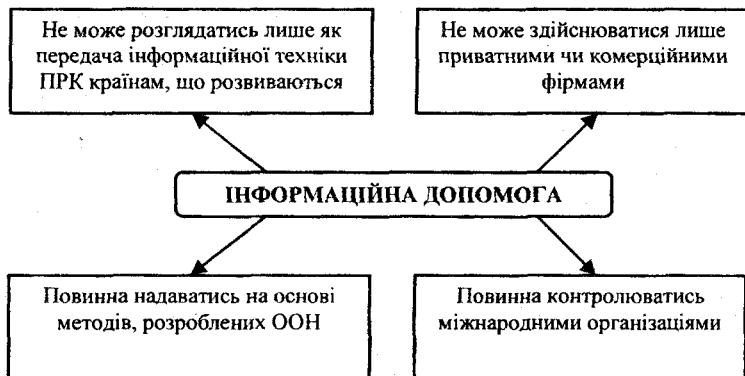 Не може розглядатись лише як
передача інформаційної техніки
ПРК країнам, що розвиваються
Не може здійснюватися лише
приватними чи комерційними
фірмами
ІНФОРМАЦІЙНА ДОПОМОГА
Повинна надаватись на основі
методів, розроблених ООН
Повинна контролюватись
міжнародними організаціями